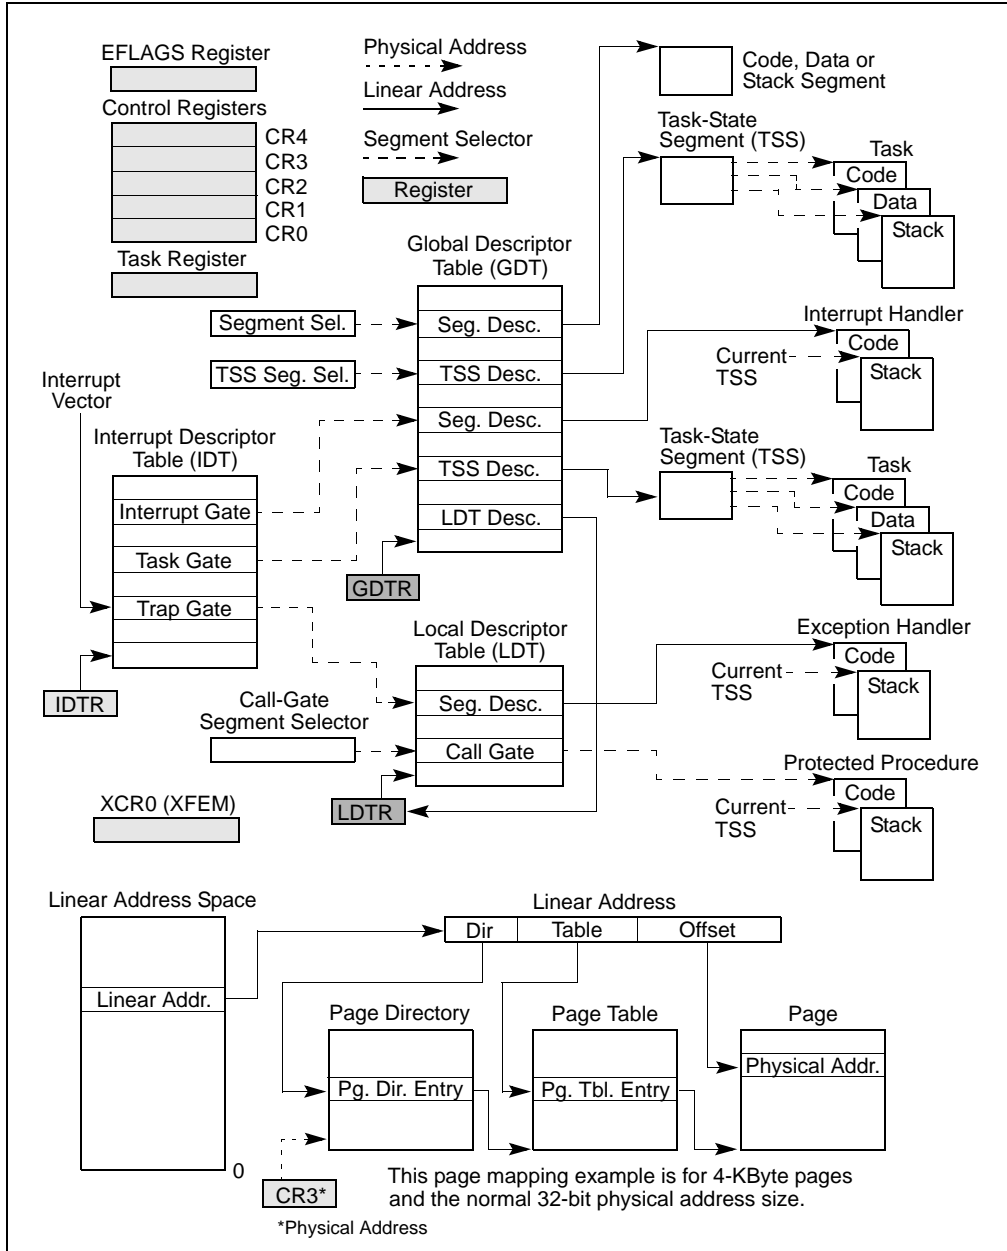 EFLAGS Register
Control Registers
CR4
CR3
CR2
CR1
CR0
Task Register
Physical Address
Linear Address
Segment Selector
Register
Code, Data or
Stack Segment
Task-State
Segment (TSS)
Task
Code
Data
Stack
Global Descriptor
Table (GDT)
Segment Sel.
Seg. Desc.
TSS Seg. Sel.
TSS Desc.
Seg. Desc.
TSS Desc.
LDT Desc.
GDTR
Interrupt Handler
Code
Current
TSS
Stack
Interrupt
Vector
Interrupt Descriptor
Table (IDT)
Interrupt Gate
Task Gate
Trap Gate
IDTR
Task-State
Segment (TSS)
Task
Code
Data
Stack
Local Descriptor
Table (LDT)
Seg. Desc.
Call Gate
LDTR
Call-Gate
Segment Selector
Exception Handler
Code
Current
TSS
Stack
Protected Procedure
Code
Current
TSS
Stack
XCR0 (XFEM)
Linear Address Space
Linear Addr.
0
Linear Address
Dir
Table
Offset
Page Directory
Pg. Dir. Entry
Page Table
Pg. Tbl. Entry
Page
Physical Addr.
CR3*
*Physical Address
This page mapping example is for 4-KByte pages
and the normal 32-bit physical address size.